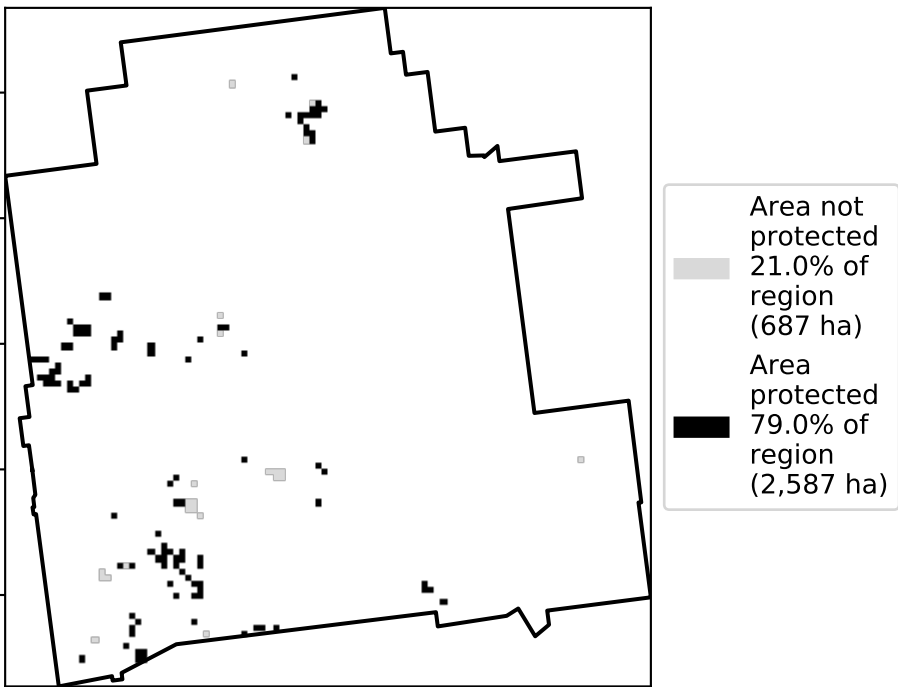 Area not
protected
21.0% of
region
(687 ha)
Area
protected
79.0% of
region
(2,587 ha)